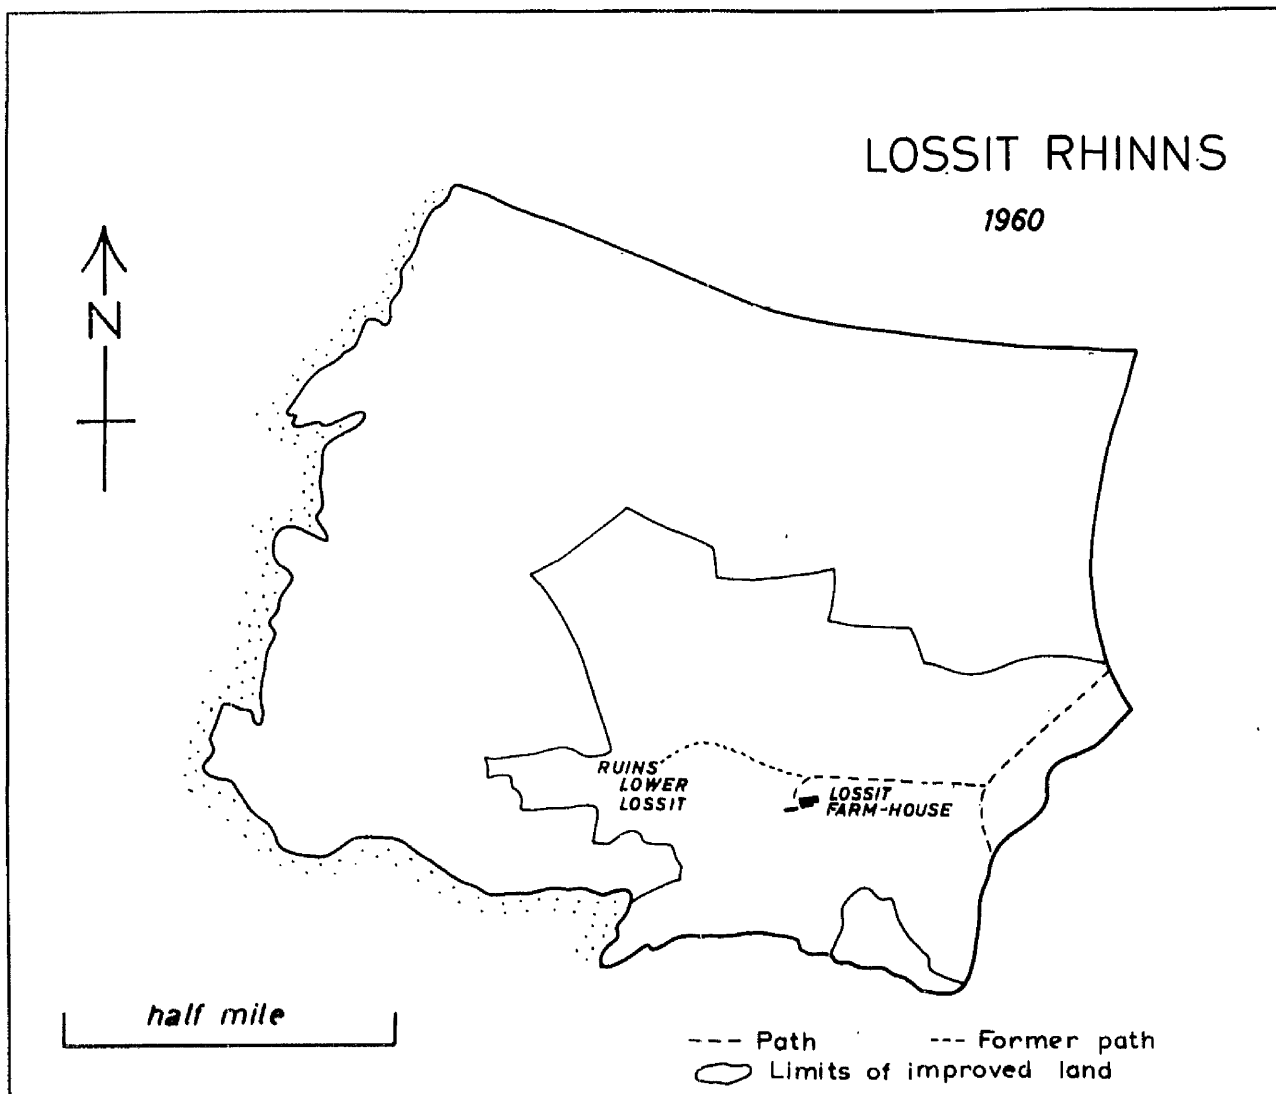 LOSSIT RHINNS
1960
N
RUINS
LOWER
LOSSIT
LOSSIT
FARM-HOUSE
half mile
Path
Former path
Limits of improved land